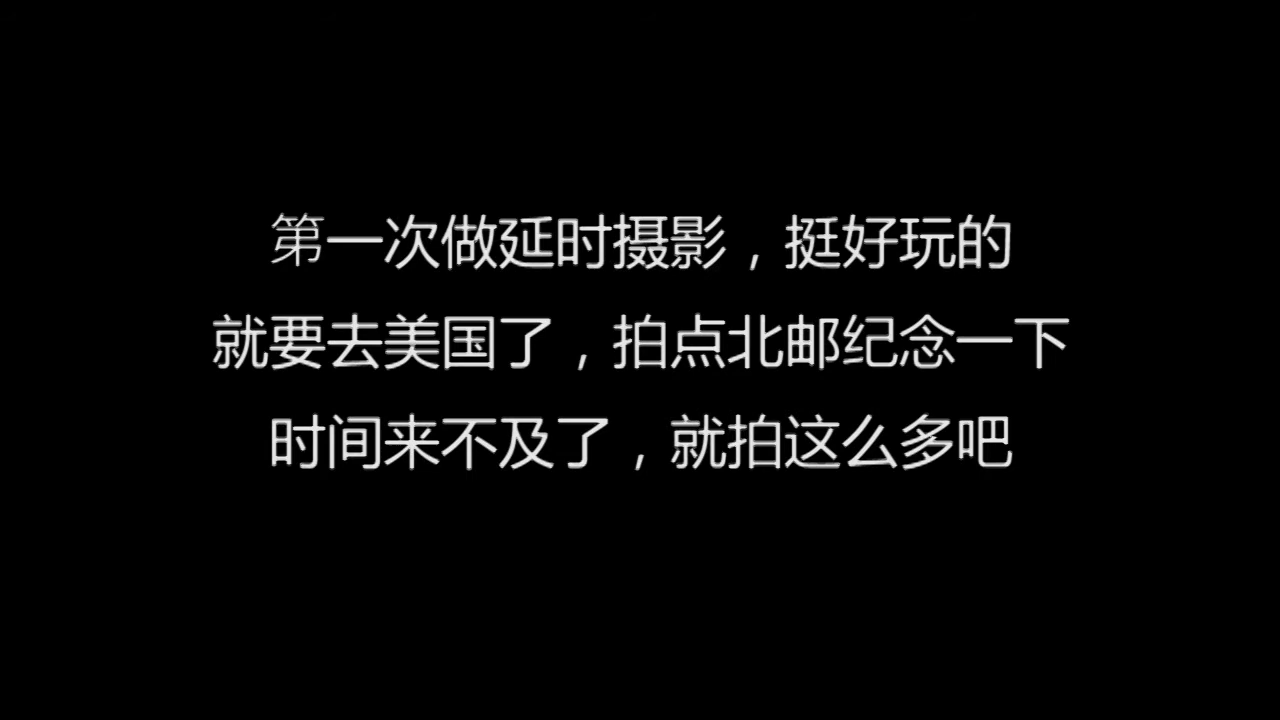 第一次做延时摄影，挺好玩的
就要去美国了，拍点北邮纪念一下
时间来不及了，就拍这么多吧